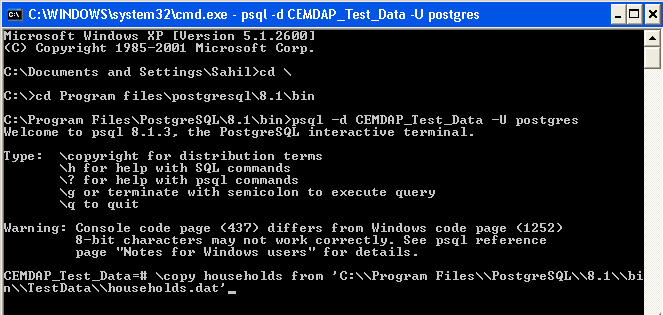 C:\WINDOWS\system32\cmd.exe - psql -d CEMDAP_Test_Data -U postgres
Microsoft Windows XP [Version 5.1.2600]
(C) Copyright 1985-2001 Microsoft Corp.
C:\Documents and Settings\Sahil>cd \
C:\>cd Program files\postgresql\8.1\bin
C:\Program Files\PostgreSQL\8.1\bin>psql -d CEMDAP_Test_Data -U postgres
Welcome to psql 8.1.3, the PostgreSQL interactive terminal.
Type:  \copyright for distribution terms
       \h for help with SQL commands
       \? for help with psql commands
       \g or terminate with semicolon to execute query
       \q to quit
Warning: Console code page (437) differs from Windows code page (1252)
         8-bit characters may not work correctly. See psql reference
         page "Notes for Windows users" for details.
CEMDAP_Test_Data=# \copy households from 'C:\\Program Files\\PostgreSQL\\8.1\\bi
n\\TestData\\households.dat'_